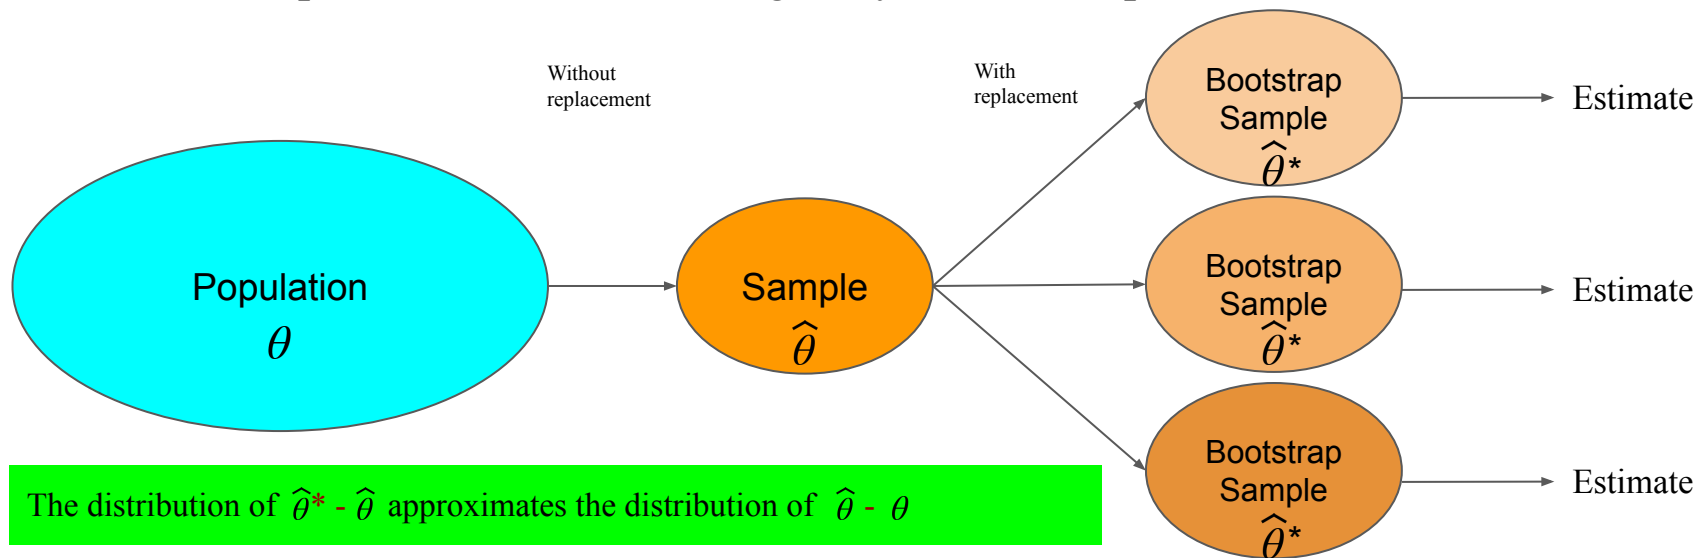 Without
replacement
With
replacement
Population
θ
Sample
θ̂
Bootstrap
Sample
θ̂*
Estimate
Bootstrap
Sample
θ̂*
Estimate
Bootstrap
Sample
θ̂*
Estimate
The distribution of θ̂* - θ̂ approximates the distribution of θ̂ - θ